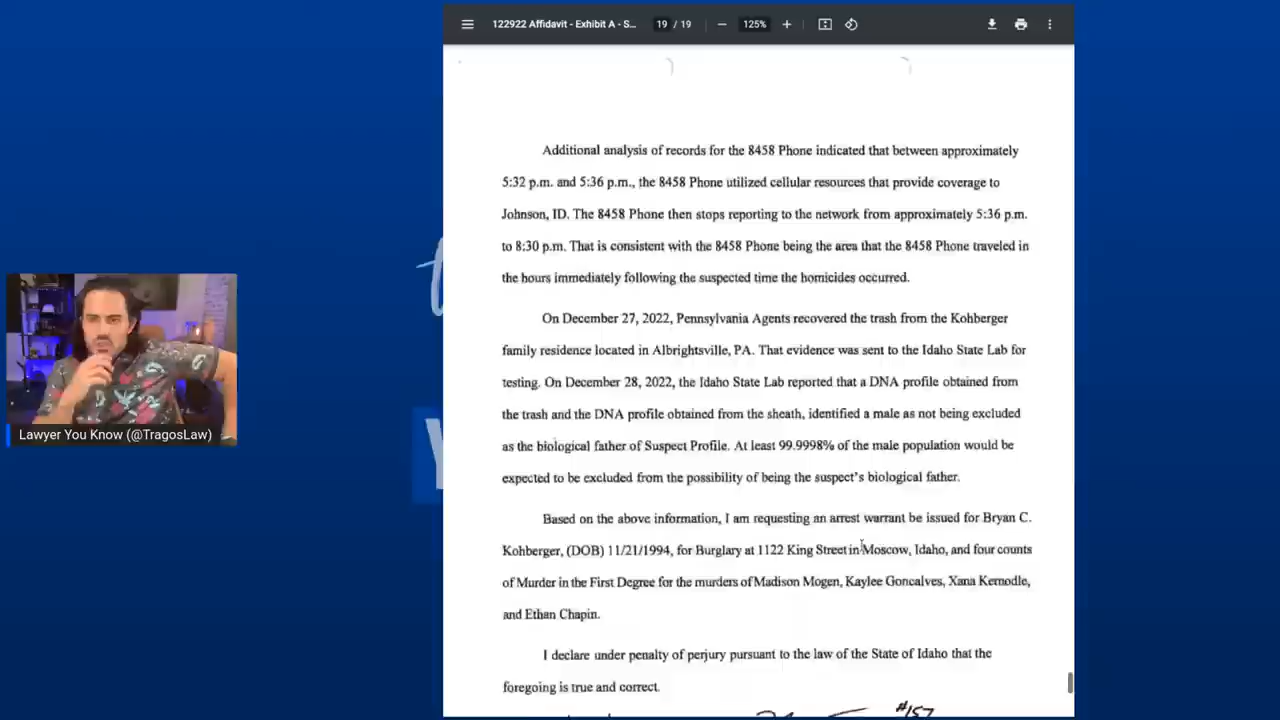 122922 Affidavit - Exhibit A - S... 19 / 19 125%
Additional analysis of records for the 8458 Phone indicated that between approximately
5:32 p.m. and 5:36 p.m., the 8458 Phone utilized cellular resources that provide coverage to
Johnson, ID. The 8458 Phone then stops reporting to the network from approximately 5:36 p.m.
to 8:30 p.m. That is consistent with the 8458 Phone being the area that the 8458 Phone traveled in
the hours immediately following the suspected time the homicides occurred.
On December 27, 2022, Pennsylvania Agents recovered the trash from the Kohberger
family residence located in Albrightsville, PA. That evidence was sent to the Idaho State Lab for
testing. On December 28, 2022, the Idaho State Lab reported that a DNA profile obtained from
the trash and the DNA profile obtained from the sheath, identified a male as not being excluded
as the biological father of Suspect Profile. At least 99.9998% of the male population would be
expected to be excluded from the possibility of being the suspect's biological father.
Based on the above information, I am requesting an arrest warrant be issued for Bryan C.
Kohberger, (DOB) 11/21/1994, for Burglary at 1122 King Street in Moscow, Idaho, and four counts
of Murder in the First Degree for the murders of Madison Mogen, Kaylee Goncalves, Xana Kernodle,
and Ethan Chapin.
I declare under penalty of perjury pursuant to the law of the State of Idaho that the
foregoing is true and correct.
#157
Lawyer You Know (@TragosLaw)